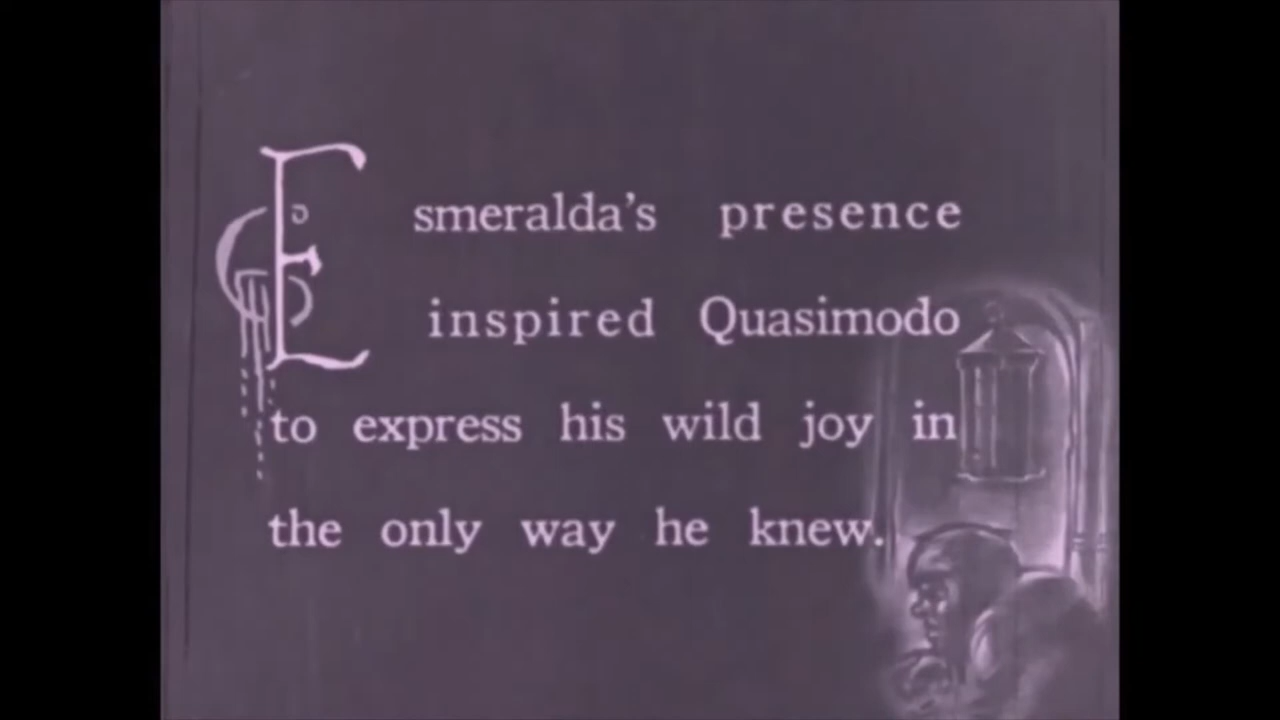 Esmeralda's presence
inspired Quasimodo
to express his wild joy in
the only way he knew.